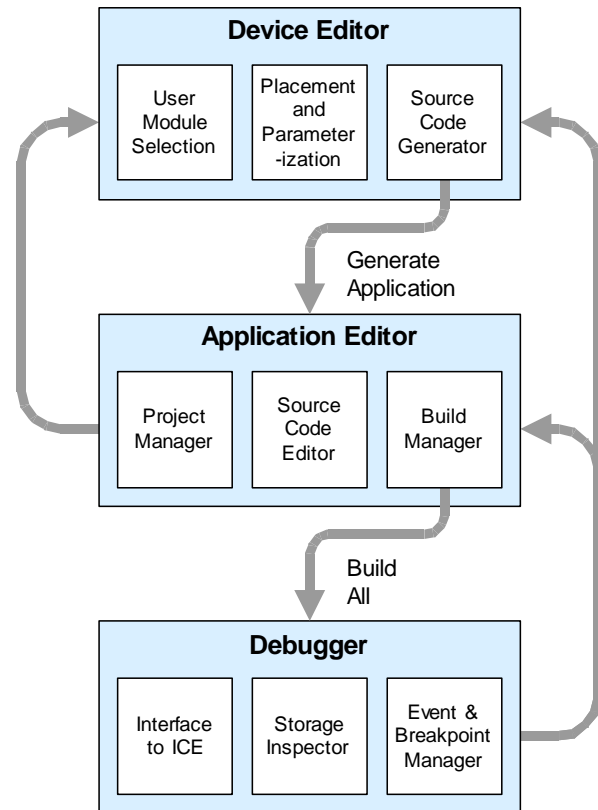 Device Editor
User
Module
Selection
Placement
and
Parameter
-ization
Source
Code
Generator
Generate
Application
Application Editor
Project
Manager
Source
Code
Editor
Build
Manager
Build
All
Debugger
Interface
to ICE
Storage
Inspector
Event &
Breakpoint
Manager